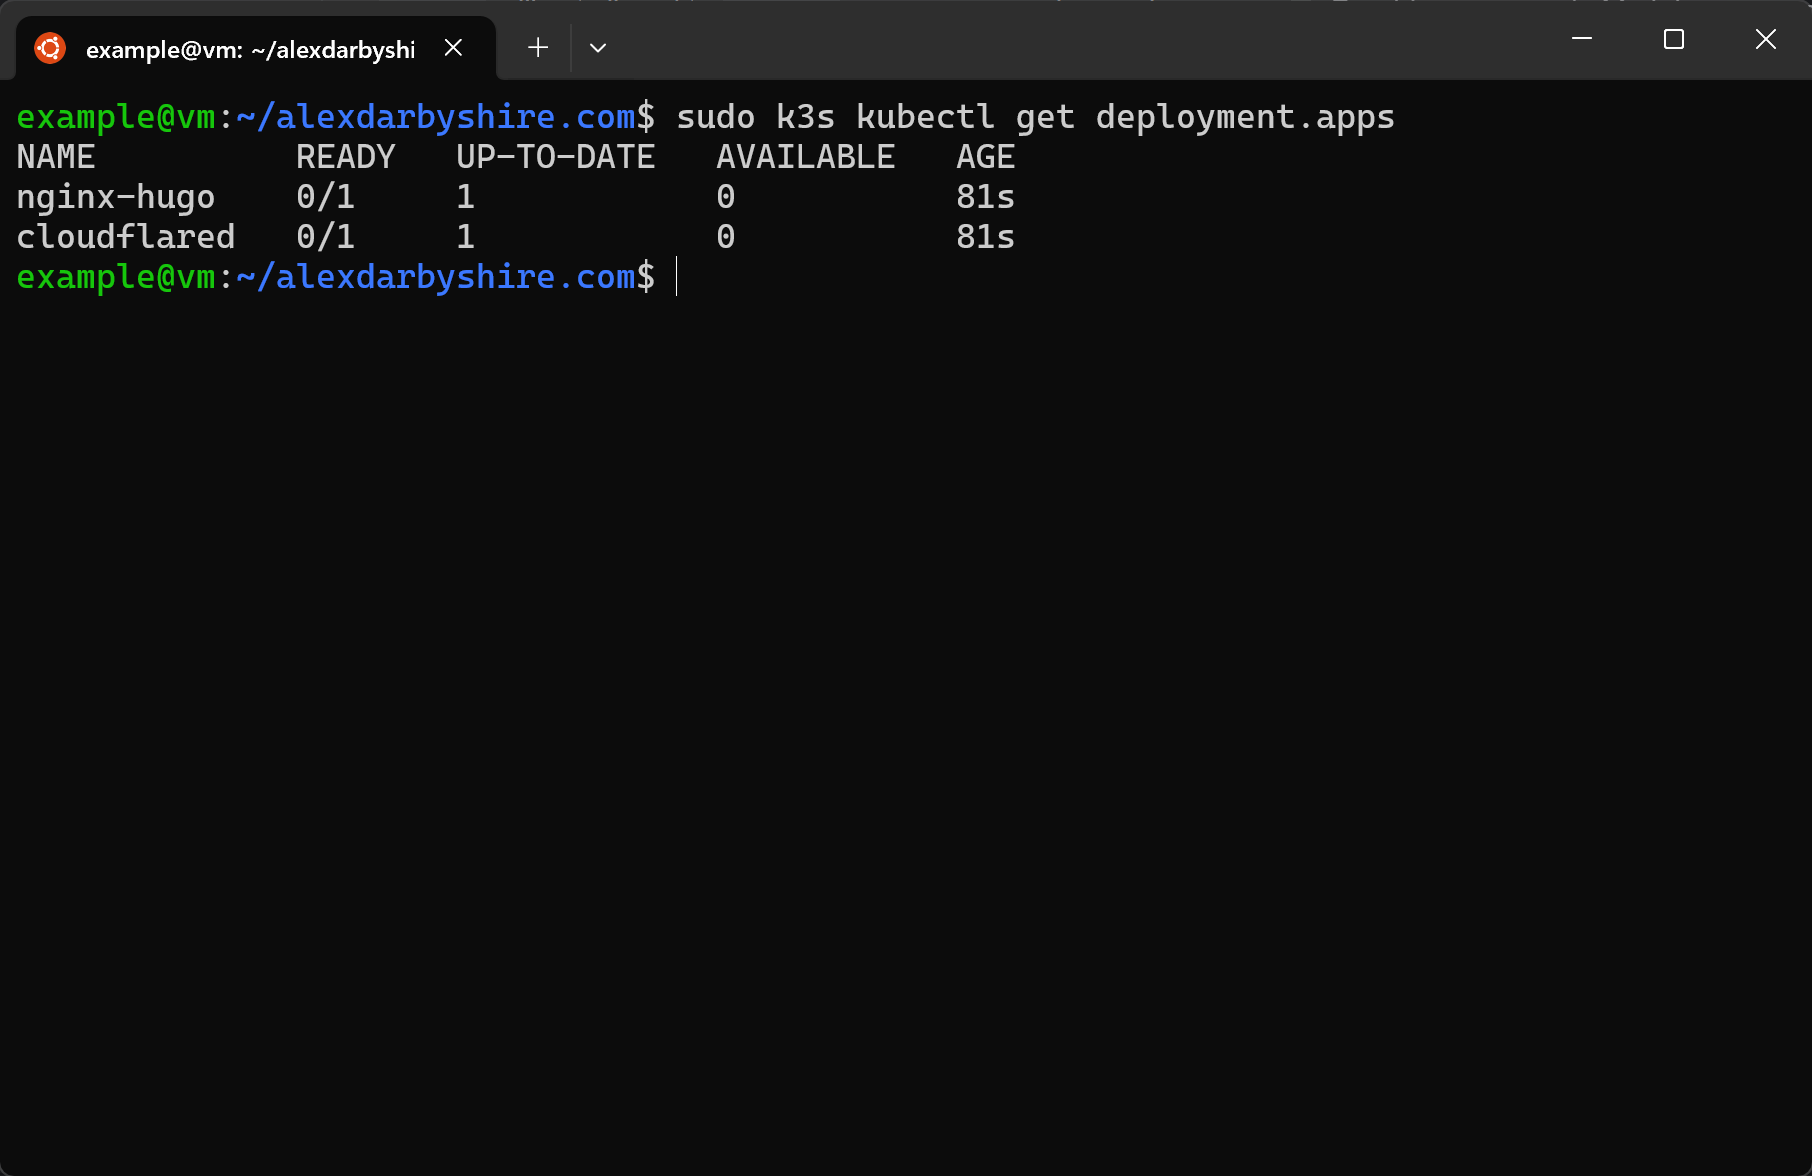 example@vm: ~/alexdarbyshi
example@vm:~/alexdarbyshire.com$ sudo k3s kubectl get deployment.apps
NAME          READY   UP-TO-DATE   AVAILABLE   AGE
nginx-hugo    0/1     1            0           81s
cloudflared   0/1     1            0           81s
example@vm:~/alexdarbyshire.com$